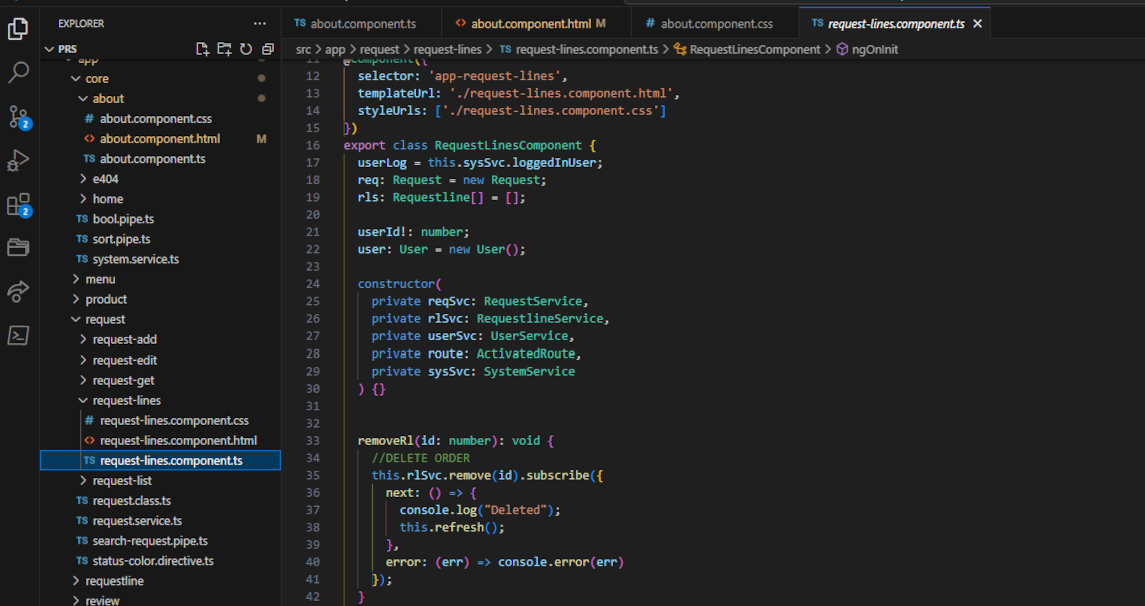 EXPLORER ...
PRS
app
core
about
# about.component.css
<> about.component.html M
TS about.component.ts
e404
home
TS bool.pipe.ts
TS sort.pipe.ts
TS system.service.ts
menu
product
request
request-add
request-edit
request-get
request-lines
# request-lines.component.css
<> request-lines.component.html
TS request-lines.component.ts
request-list
TS request.class.ts
TS request.service.ts
TS search-request.pipe.ts
TS status-color.directive.ts
requestline
review
2
2
TS about.component.ts <> about.component.html M # about.component.css TS request-lines.component.ts ×
src > app > request > request-lines > TS request-lines.component.ts > RequestLinesComponent > ngOnInit
11 @Component({
12 selector: 'app-request-lines',
13 templateUrl: './request-lines.component.html',
14 styleUrls: ['./request-lines.component.css']
15 })
16 export class RequestLinesComponent {
17 userLog = this.sysSvc.loggedInUser;
18 req: Request = new Request;
19 rls: Requestline[] = [];
20
21 userId!: number;
22 user: User = new User();
23
24 constructor(
25 private reqSvc: RequestService,
26 private rlSvc: RequestlineService,
27 private userSvc: UserService,
28 private route: ActivatedRoute,
29 private sysSvc: SystemService
30 ) {}
31
32
33 removeRl(id: number): void {
34 //DELETE ORDER
35 this.rlSvc.remove(id).subscribe({
36 next: () => {
37 console.log("Deleted");
38 this.refresh();
39 },
40 error: (err) => console.error(err)
41 });
42 }